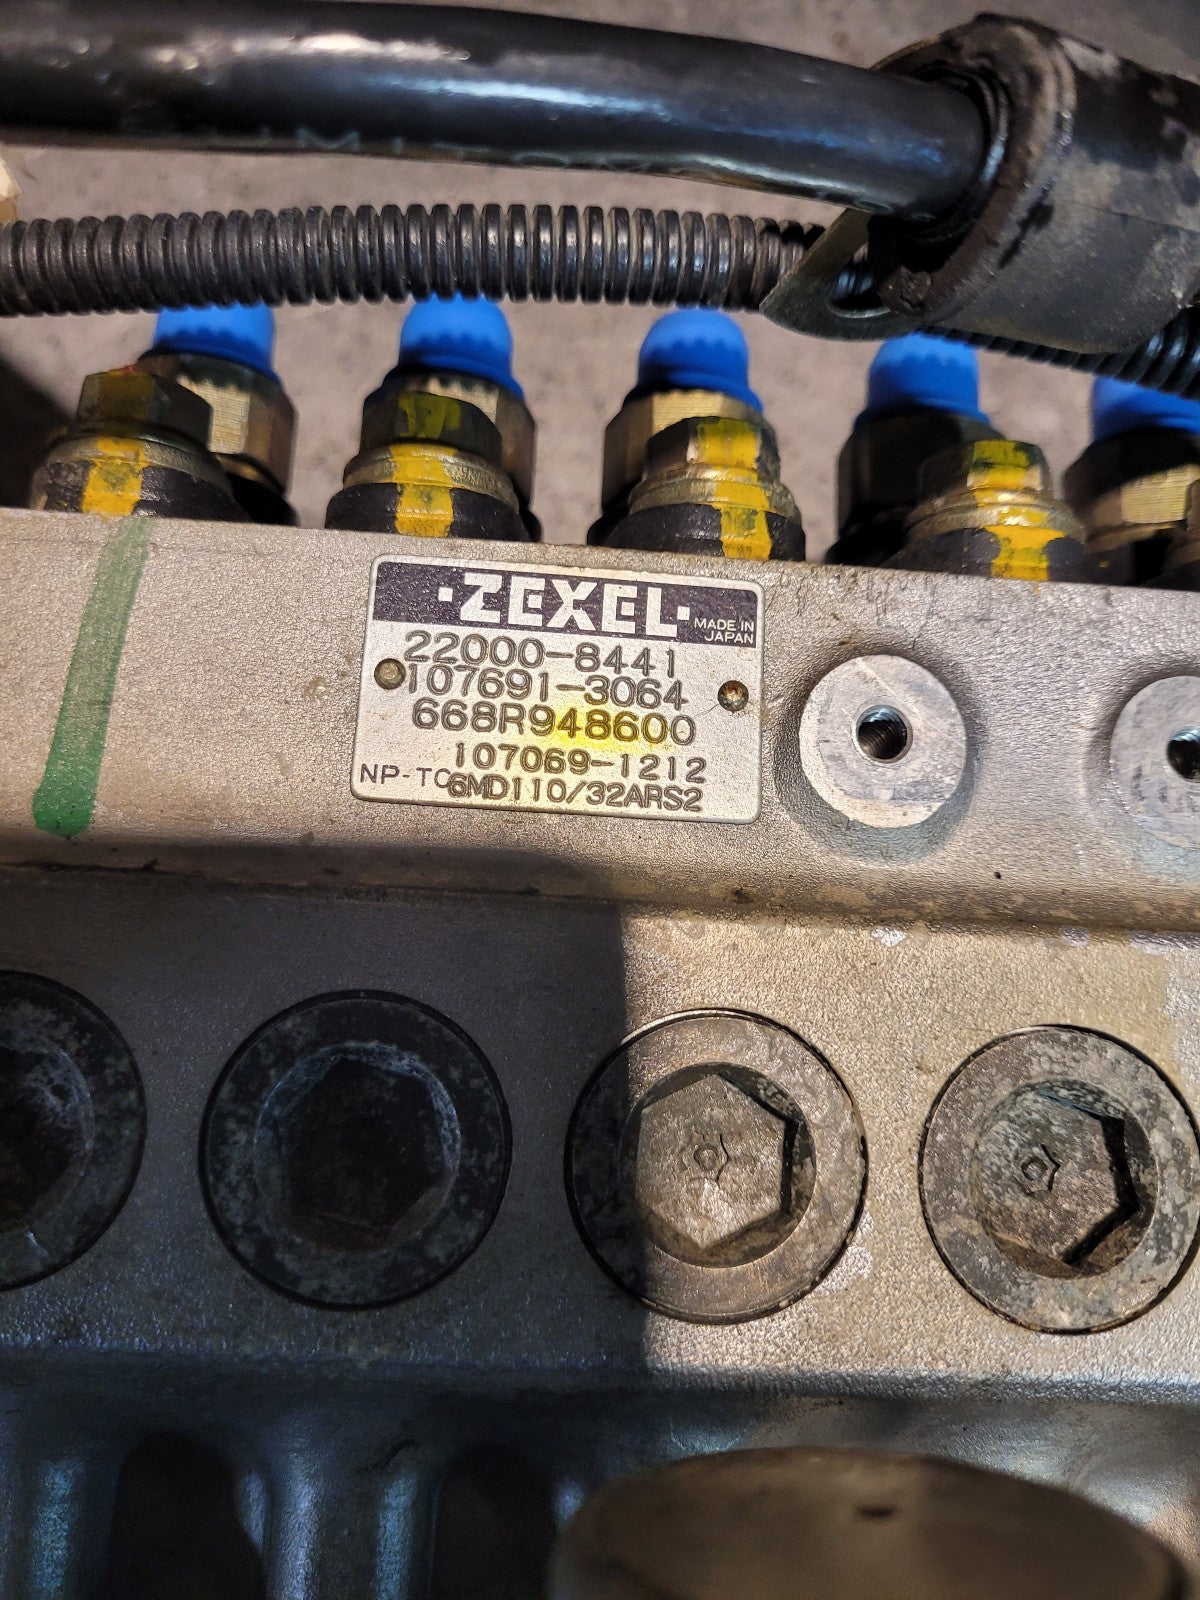 ·ZEXEL·
MADE IN
JAPAN
22000-8441
107691-3064
668R948600
107069-1212
NP-TC 6MD110/32ARS2